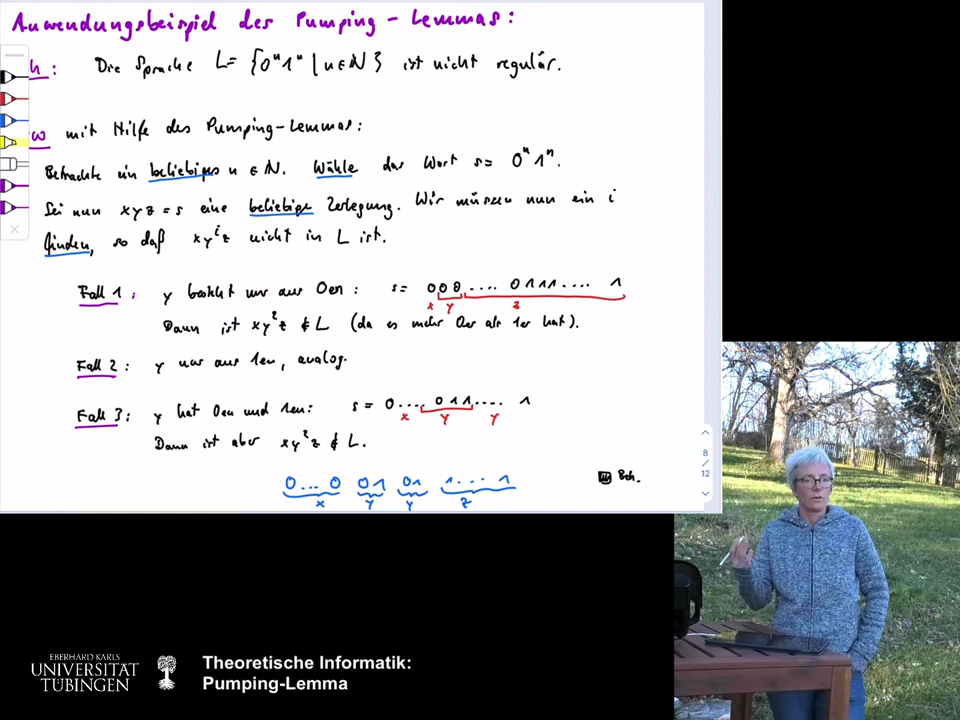 Anwendungsbeispiel des Pumping-Lemmas:
h: Die Sprache L= {0ⁿ1ⁿ | n∈ℕ} ist nicht regulär.
w mit Hilfe des Pumping-Lemmas:
Betrachte ein beliebiges n ∈ ℕ. Wähle das Wort s= 0ⁿ1ⁿ.
Sei nun xyz=s eine beliebige Zerlegung. Wir müssen nun ein i
finden, so daß xyⁱz nicht in L ist.
Fall 1: y besteht nur aus 0en: s= 000 .... 0111.... 1
x y z
Dann ist xy²z ∉ L (da es mehr 0er als 1er hat).
Fall 2: y nur aus 1en, analog.
Fall 3: y hat 0en und 1en: s= 0.... 011.... 1
x y y
Dann ist aber xy²z ∉ L.
0...0 01 01 1....1
x y y z
Beh.
8
/
12
EBERHARD KARLS
UNIVERSITÄT
TÜBINGEN
Theoretische Informatik:
Pumping-Lemma